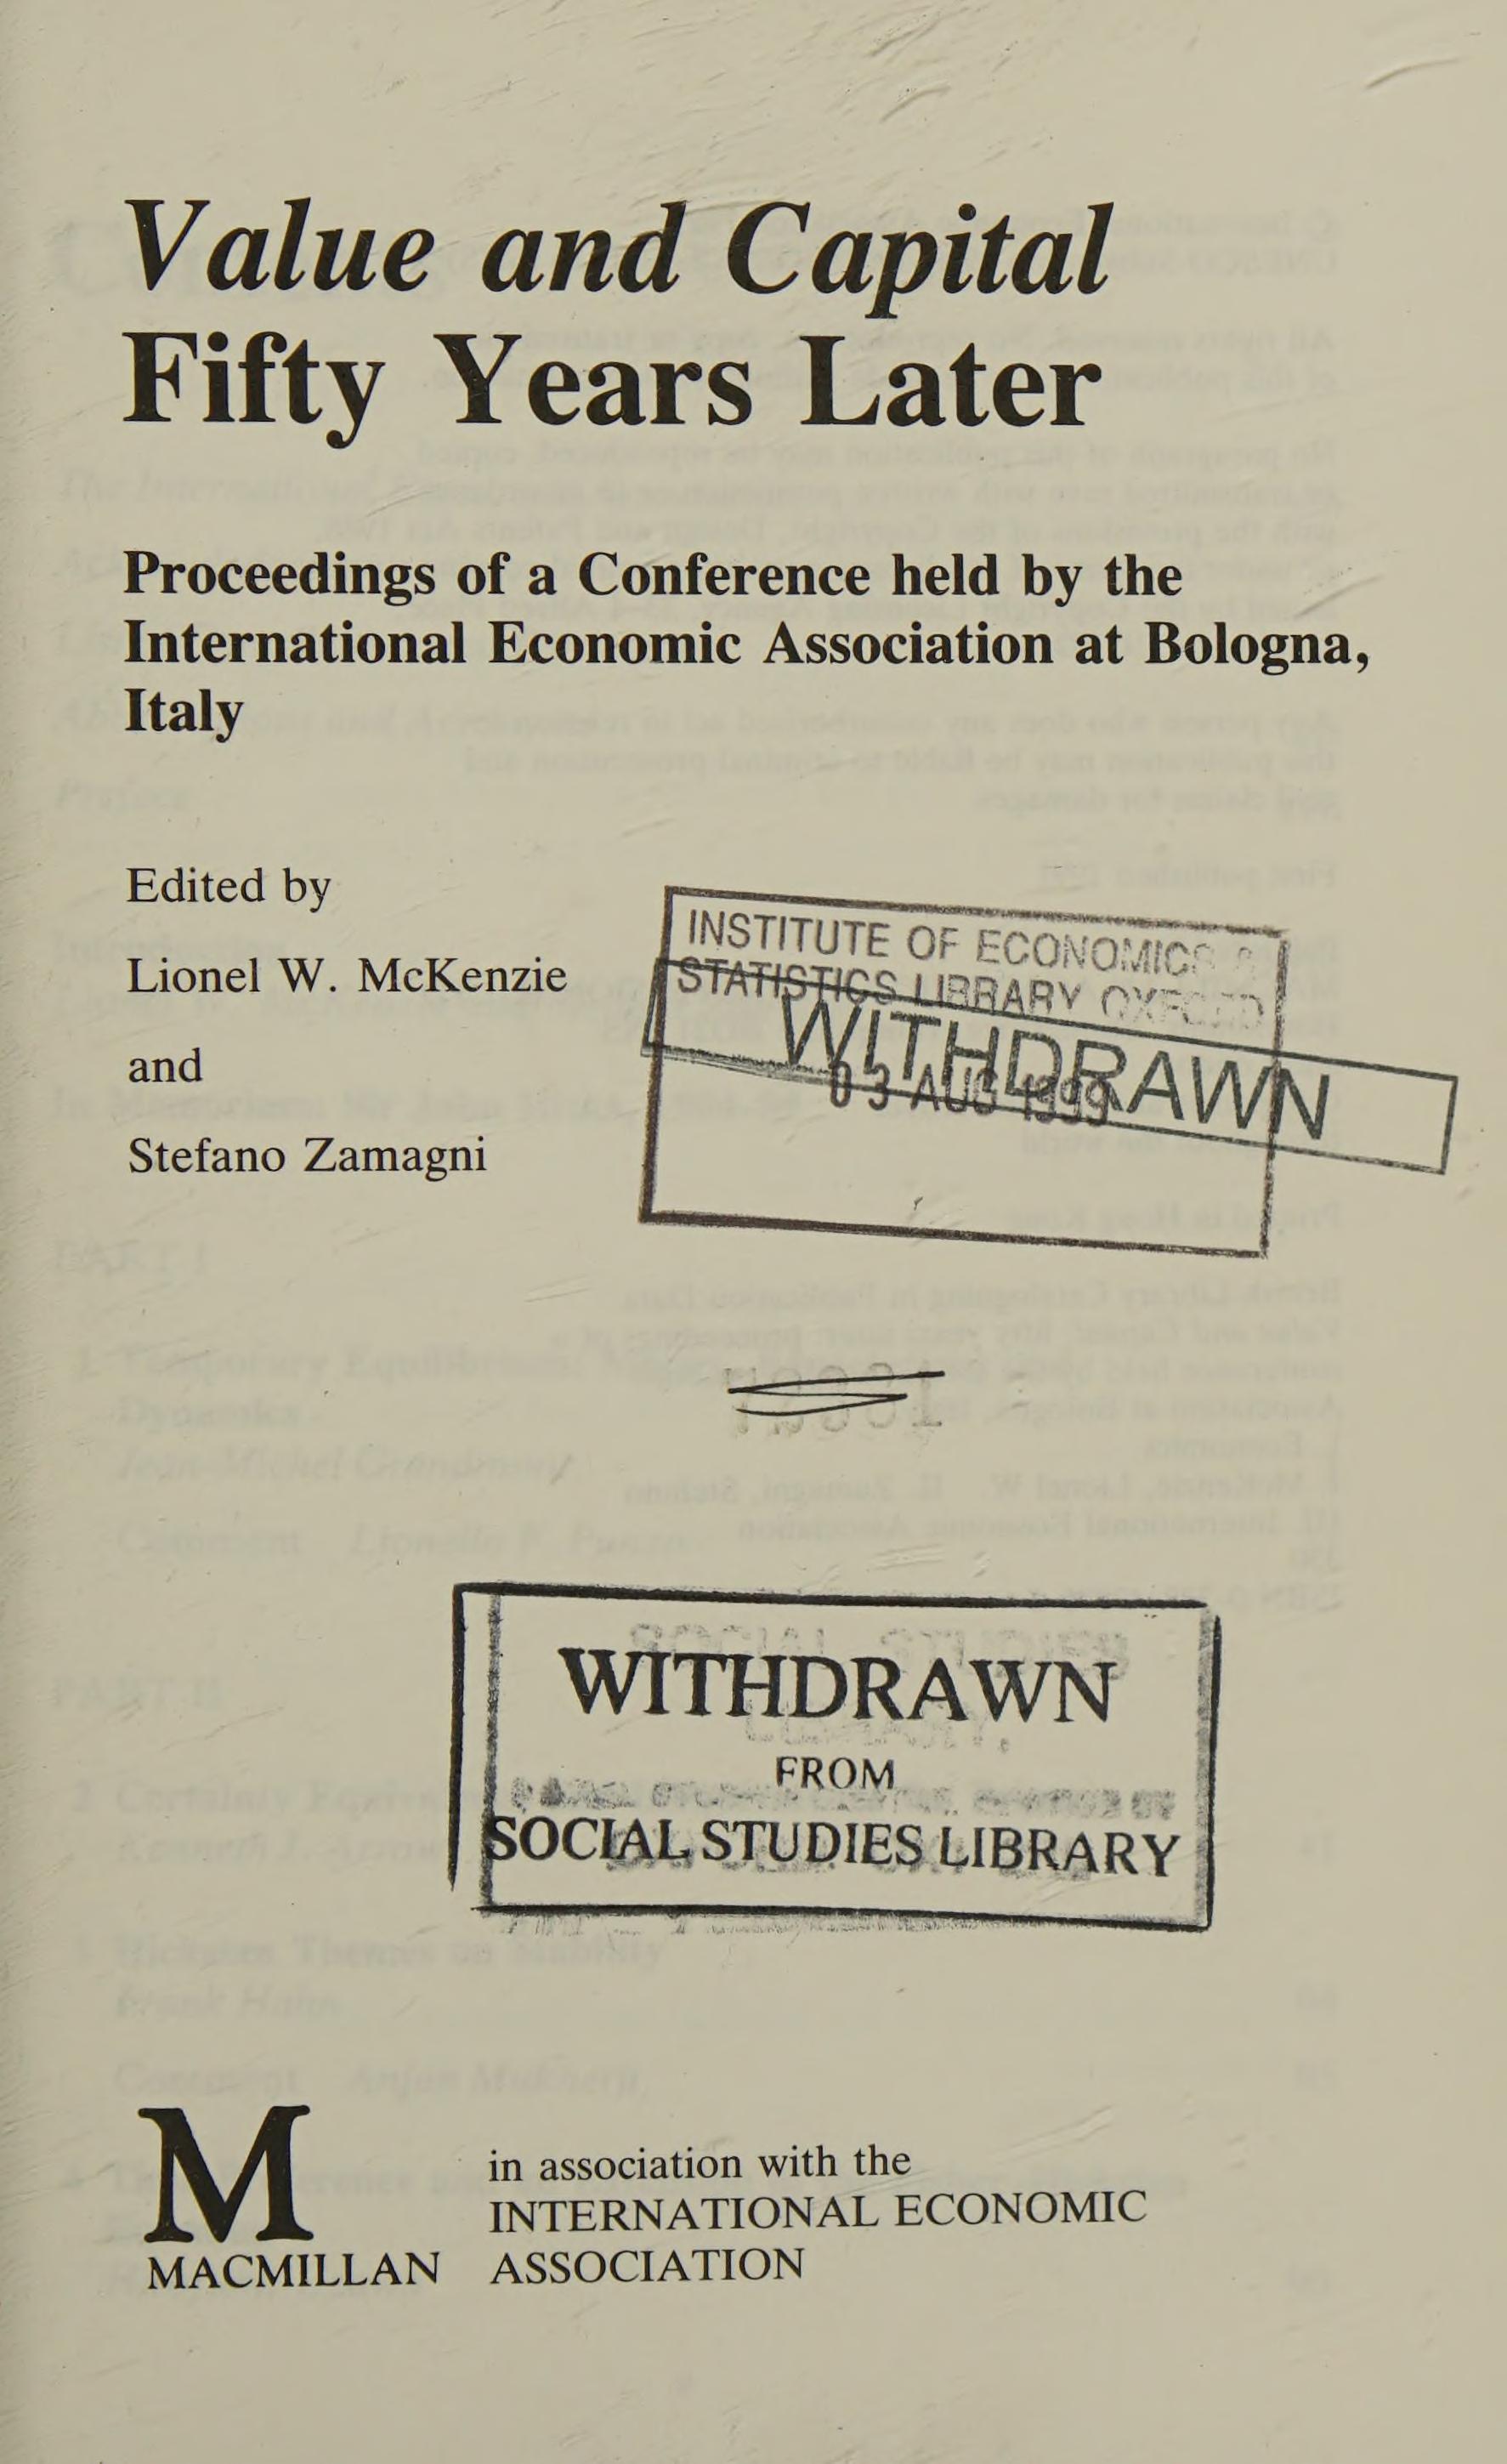 Value and Capital
Fifty Years Later
Proceedings of a Conference held by the
International Economic Association at Bologna,
Italy
Edited by
Lionel W. McKenzie
and
Stefano Zamagni
INSTITUTE OF ECONOMICS &
STATISTICS LIBRARY OXFORD
WITHDRAWN
03 AUG 1999
WITHDRAWN
FROM
SOCIAL STUDIES LIBRARY
M
MACMILLAN
in association with the
INTERNATIONAL ECONOMIC
ASSOCIATION